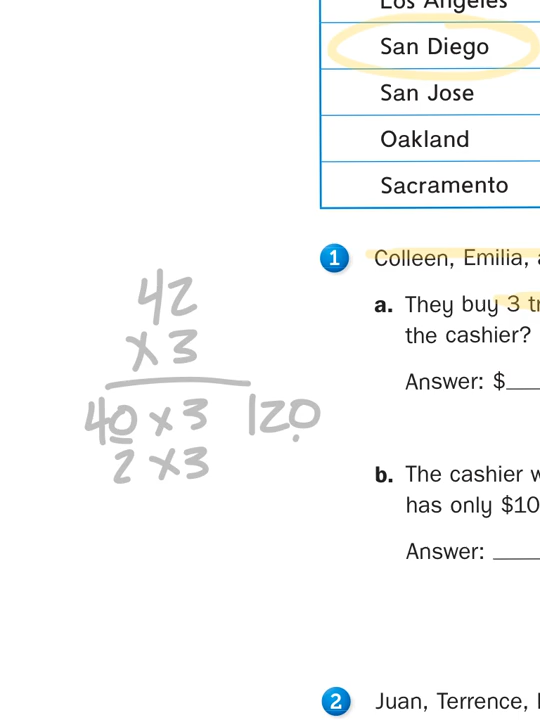 Los Angeles
San Diego
San Jose
Oakland
Sacramento
1 Colleen, Emilia,
a. They buy 3
the cashier?
Answer: $
b. The cashier
has only $10
Answer:
2 Juan, Terrence,
42
x 3
40 x 3 120
2 x 3